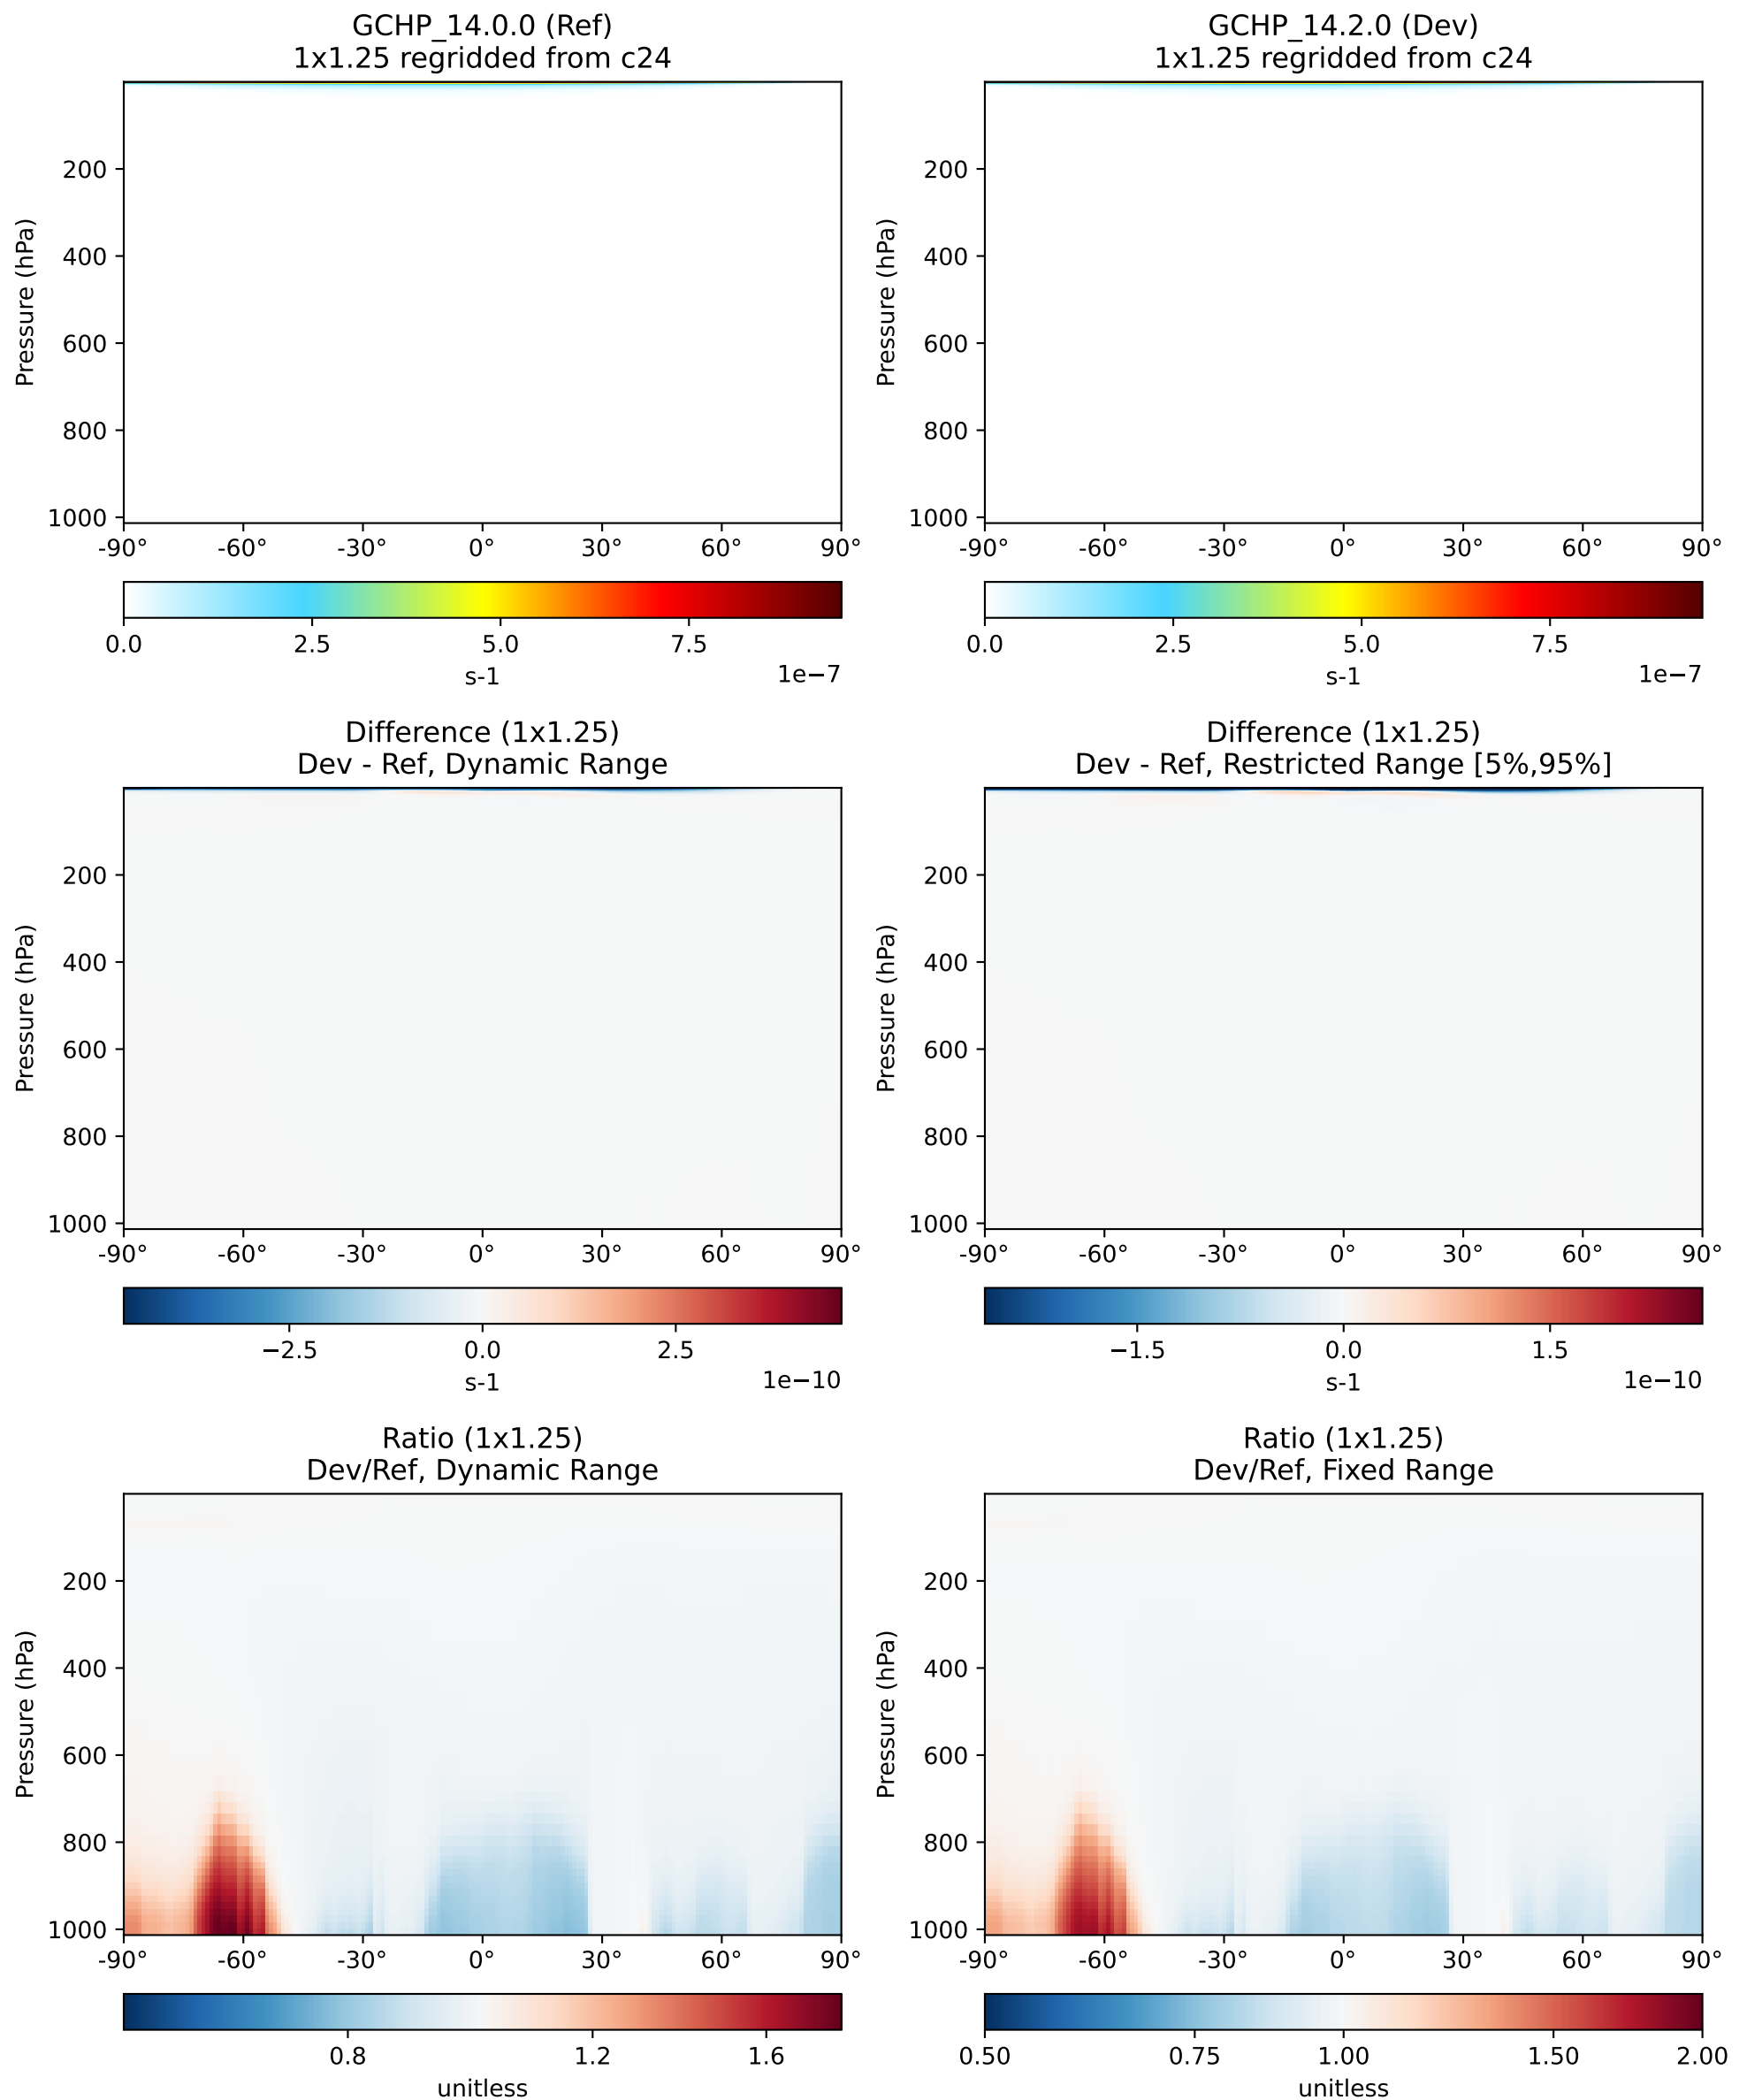 GCHP_14.0.0 (Ref)
1x1.25 regridded from c24
Pressure (hPa)
200
400
600
800
1000
-90° -60° -30° 0° 30° 60° 90°
0.0 2.5 5.0 7.5
s-1
1e−7
GCHP_14.2.0 (Dev)
1x1.25 regridded from c24
Pressure (hPa)
200
400
600
800
1000
-90° -60° -30° 0° 30° 60° 90°
0.0 2.5 5.0 7.5
s-1
1e−7
Difference (1x1.25)
Dev - Ref, Dynamic Range
Pressure (hPa)
200
400
600
800
1000
-90° -60° -30° 0° 30° 60° 90°
−2.5 0.0 2.5
s-1
1e−10
Difference (1x1.25)
Dev - Ref, Restricted Range [5%,95%]
Pressure (hPa)
200
400
600
800
1000
-90° -60° -30° 0° 30° 60° 90°
−1.5 0.0 1.5
s-1
1e−10
Ratio (1x1.25)
Dev/Ref, Dynamic Range
Pressure (hPa)
200
400
600
800
1000
-90° -60° -30° 0° 30° 60° 90°
0.8 1.2 1.6
unitless
Ratio (1x1.25)
Dev/Ref, Fixed Range
Pressure (hPa)
200
400
600
800
1000
-90° -60° -30° 0° 30° 60° 90°
0.50 0.75 1.00 1.50 2.00
unitless